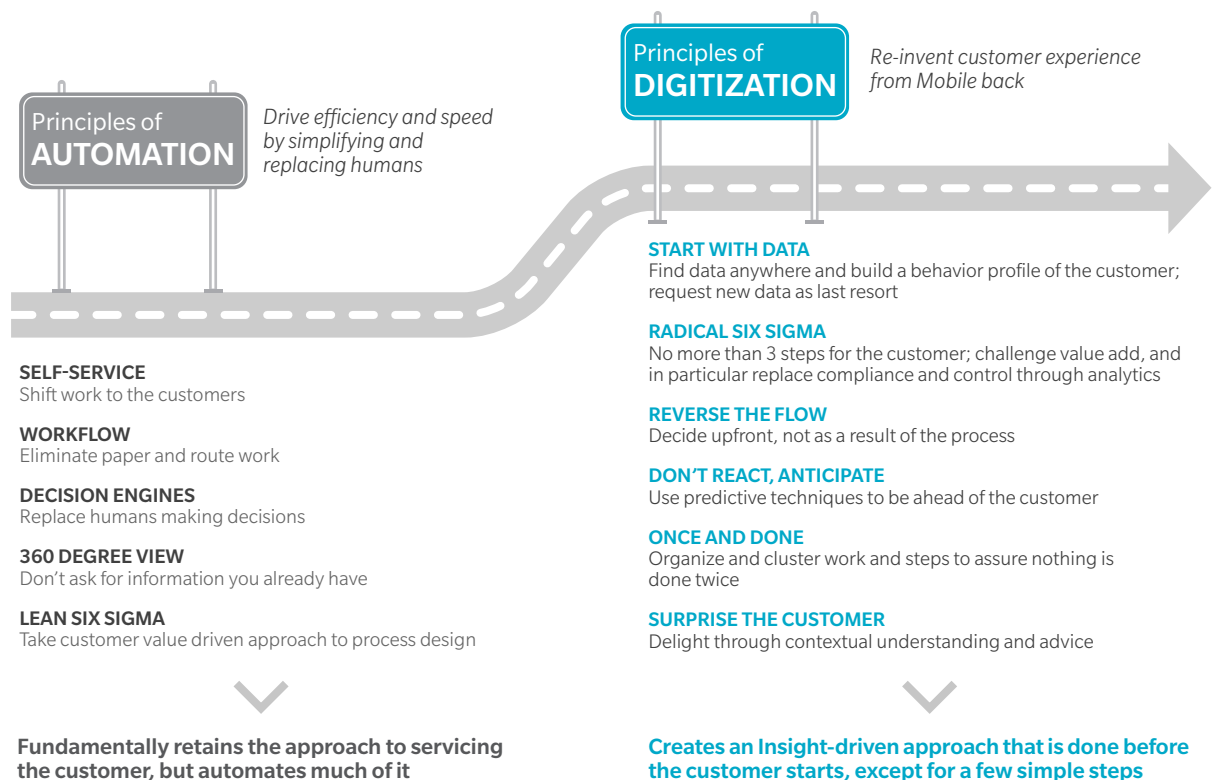 Principles of
AUTOMATION
Drive efficiency and speed
by simplifying and
replacing humans
SELF-SERVICE
Shift work to the customers
WORKFLOW
Eliminate paper and route work
DECISION ENGINES
Replace humans making decisions
360 DEGREE VIEW
Don’t ask for information you already have
LEAN SIX SIGMA
Take customer value driven approach to process design
Fundamentally retains the approach to servicing
the customer, but automates much of it
Principles of
DIGITIZATION
Re-invent customer experience
from Mobile back
START WITH DATA
Find data anywhere and build a behavior profile of the customer;
request new data as last resort
RADICAL SIX SIGMA
No more than 3 steps for the customer; challenge value add, and
in particular replace compliance and control through analytics
REVERSE THE FLOW
Decide upfront, not as a result of the process
DON’T REACT, ANTICIPATE
Use predictive techniques to be ahead of the customer
ONCE AND DONE
Organize and cluster work and steps to assure nothing is
done twice
SURPRISE THE CUSTOMER
Delight through contextual understanding and advice
Creates an Insight-driven approach that is done before
the customer starts, except for a few simple steps